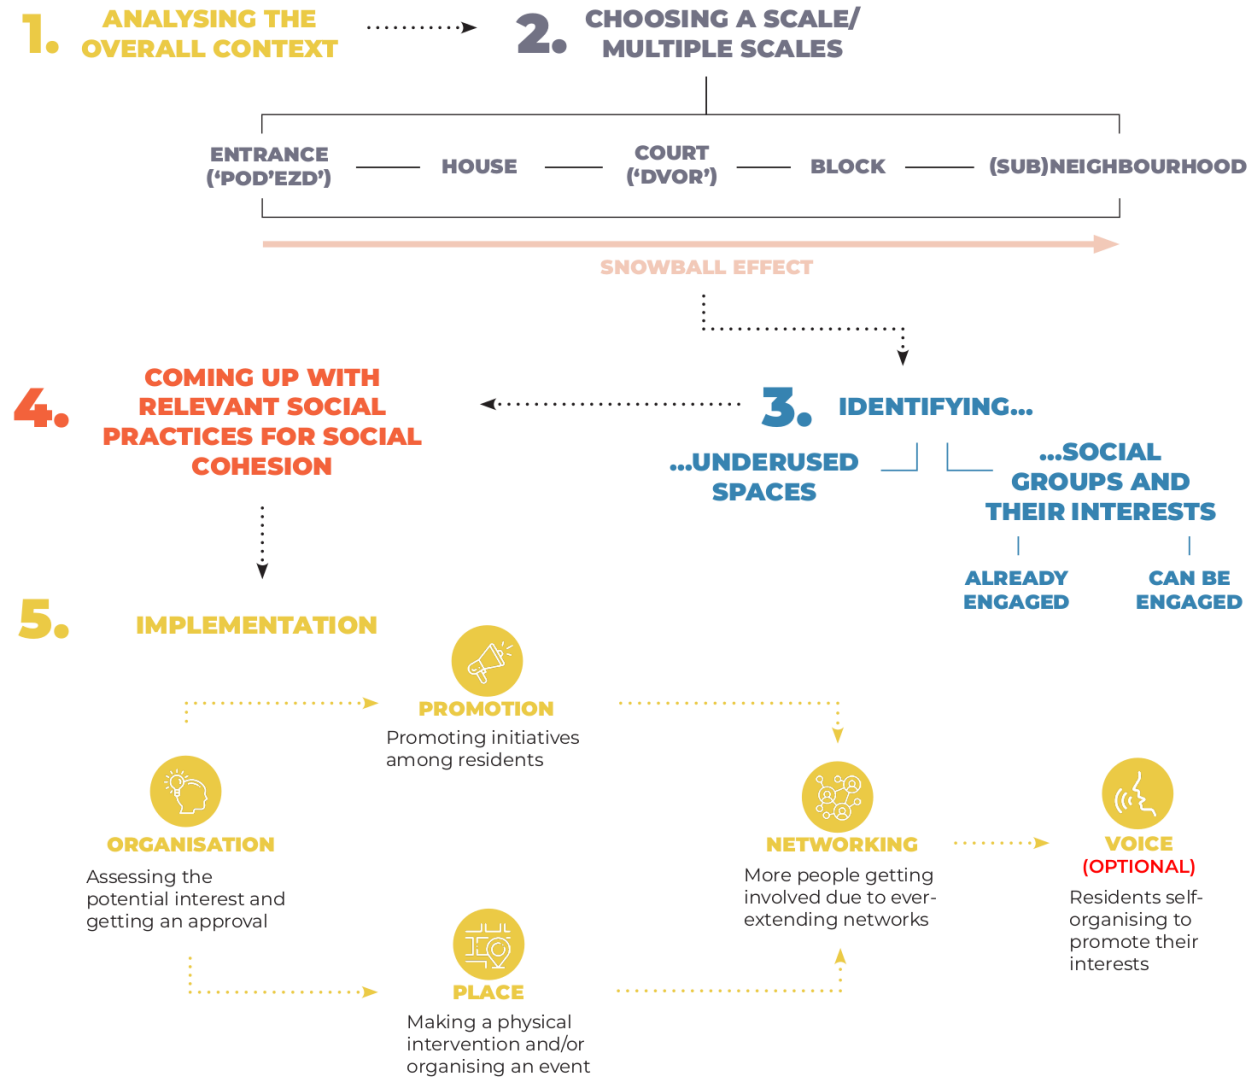 1. ANALYSING THE
OVERALL CONTEXT
2. CHOOSING A SCALE/
MULTIPLE SCALES
ENTRANCE
(‘POD’EZD’)
HOUSE
COURT
(‘DVOR’)
BLOCK
(SUB)NEIGHBOURHOOD
SNOWBALL EFFECT
3. IDENTIFYING...
...UNDERUSED
SPACES
...SOCIAL
GROUPS AND
THEIR INTERESTS
ALREADY
ENGAGED
CAN BE
ENGAGED
4. COMING UP WITH
RELEVANT SOCIAL
PRACTICES FOR SOCIAL
COHESION
5. IMPLEMENTATION
ORGANISATION
Assessing the
potential interest and
getting an approval
PROMOTION
Promoting initiatives
among residents
PLACE
Making a physical
intervention and/or
organising an event
NETWORKING
More people getting
involved due to ever-
extending networks
VOICE
(OPTIONAL)
Residents self-
organising to
promote their
interests